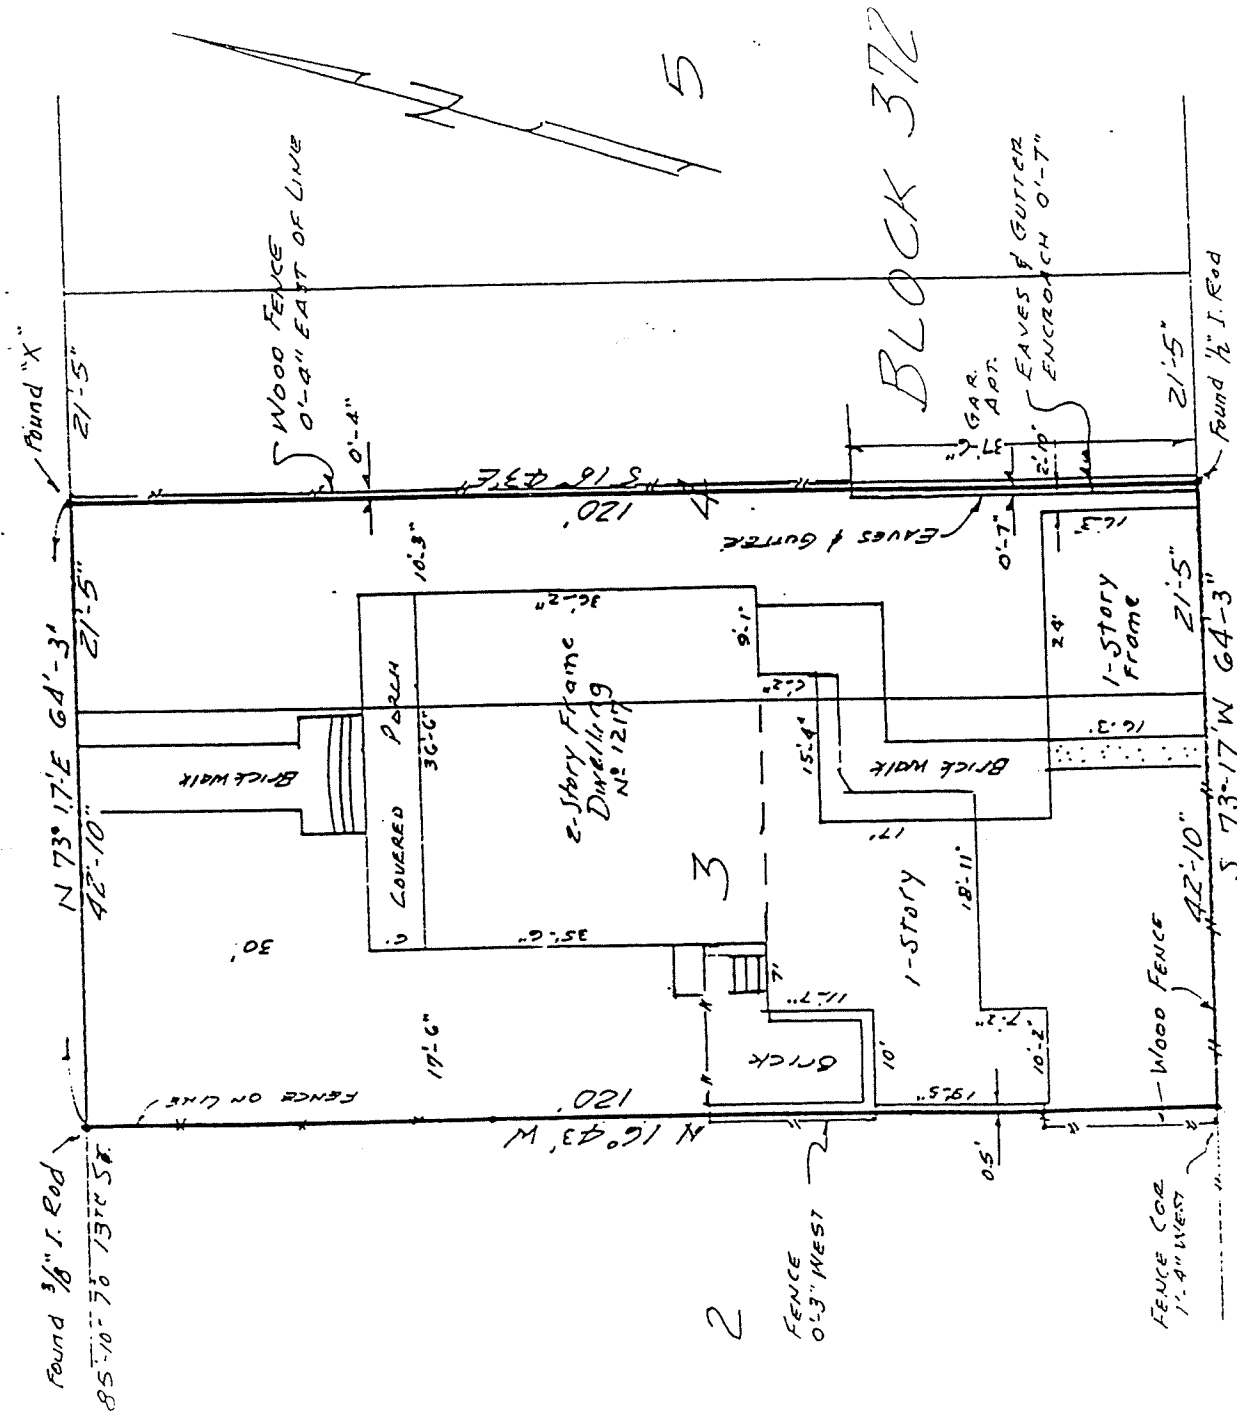 Found "X"
21'-5"
N 73° 17' E 64'-3"
21'-5"
42'-10"
Found 3/8" I. Rod
85'-10" TO 13TH ST.
WOOD FENCE
0'-4" EAST OF LINE
0'-4"
N
5
S 16° 43' E
120'
4
10'-3"
COVERED PORCH
6'
36'-6"
BRICK WALK
30'
FENCE ON LINE
17'-6"
36'-2"
2-Story Frame
Dwelling
Nº 1217
35'-6"
3
9'-1"
6'-2"
15'-4"
17'
BRICK WALK
1-STORY
18'-11"
7'
11'-7"
10'
BRICK
7'-2"
10'-2"
19'-5"
0.5'
120'
N 16° 43' W
2
FENCE
0'-3" WEST
FENCE COR
1'-4" WEST
WOOD FENCE
EAVES & GUTTER
0'-7"
BLOCK 372
37'-6"
GAR.
APT.
2'-10"
EAVES & GUTTER
ENCROACH 0'-7"
16.3'
24'
1-Story
Frame
16.3'
21'-5"
21'-5"
42'-10"
S 73°-17' W 64'-3"
Found 1/2" I. Rod